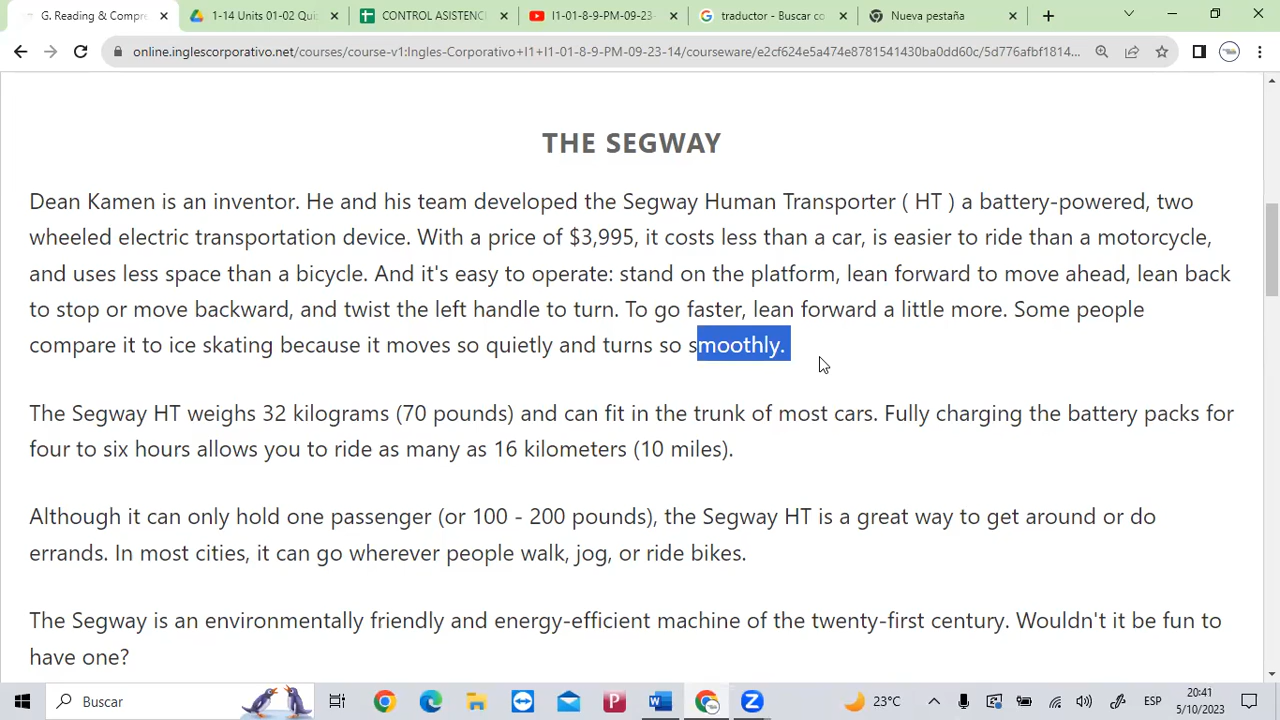 G. Reading & Compre
1-14 Units 01-02 Quiz
CONTROL ASISTENC
I1-01-8-9-PM-09-23-
traductor - Buscar co
Nueva pestaña
online.inglescorporativo.net/courses/course-v1:Ingles-Corporativo+I1+I1-01-8-9-PM-09-23-14/courseware/e2cf624e5a474e8781541430ba0dd60c/5d776afbf1814...
THE SEGWAY
Dean Kamen is an inventor. He and his team developed the Segway Human Transporter ( HT ) a battery-powered, two
wheeled electric transportation device. With a price of $3,995, it costs less than a car, is easier to ride than a motorcycle,
and uses less space than a bicycle. And it's easy to operate: stand on the platform, lean forward to move ahead, lean back
to stop or move backward, and twist the left handle to turn. To go faster, lean forward a little more. Some people
compare it to ice skating because it moves so quietly and turns so smoothly.
The Segway HT weighs 32 kilograms (70 pounds) and can fit in the trunk of most cars. Fully charging the battery packs for
four to six hours allows you to ride as many as 16 kilometers (10 miles).
Although it can only hold one passenger (or 100 - 200 pounds), the Segway HT is a great way to get around or do
errands. In most cities, it can go wherever people walk, jog, or ride bikes.
The Segway is an environmentally friendly and energy-efficient machine of the twenty-first century. Wouldn't it be fun to
have one?
Buscar
23°C
ESP
20:41
5/10/2023